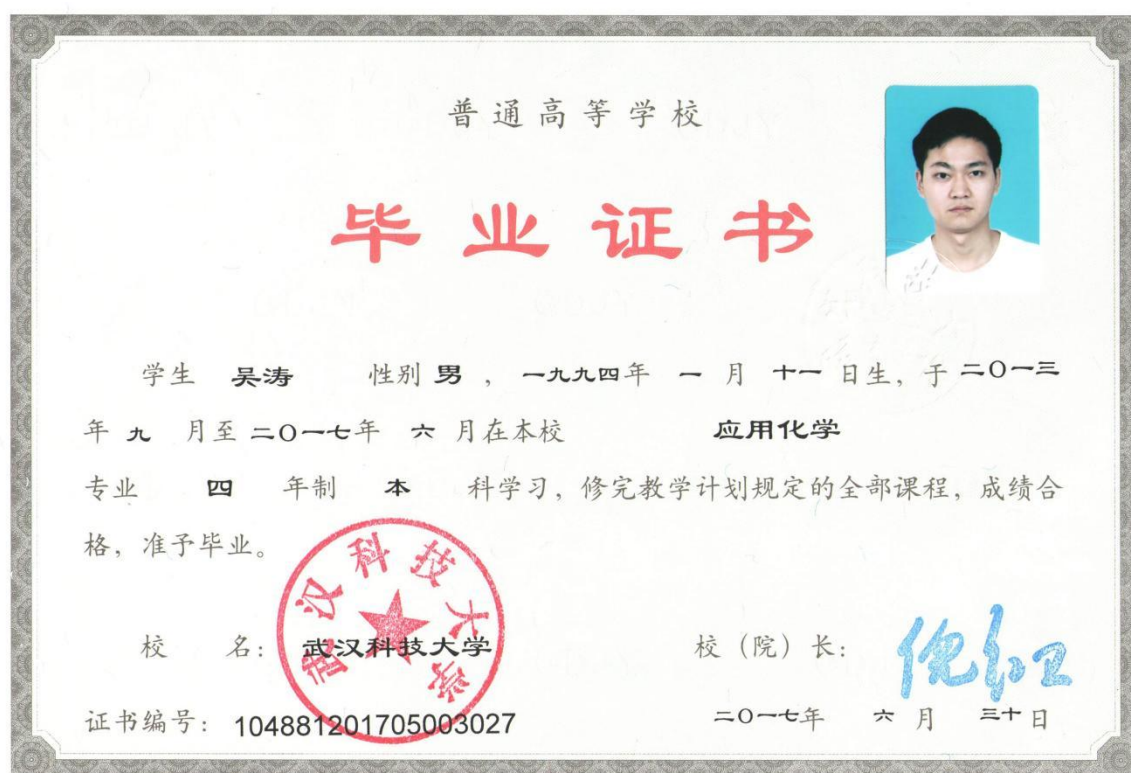 普通高等学校
毕业证书
学生 吴涛 性别 男 ，一九九四年 一 月 十一 日生，于 二〇一三
年 九 月至 二〇一七年 六 月在本校 应用化学
专业 四 年制 本 科学习，修完教学计划规定的全部课程，成绩合
格，准予毕业。
武汉科技大学
校 名：武汉科技大学 校（院）长：倪红卫
证书编号：104881201705003027 二〇一七年 六 月 三十 日